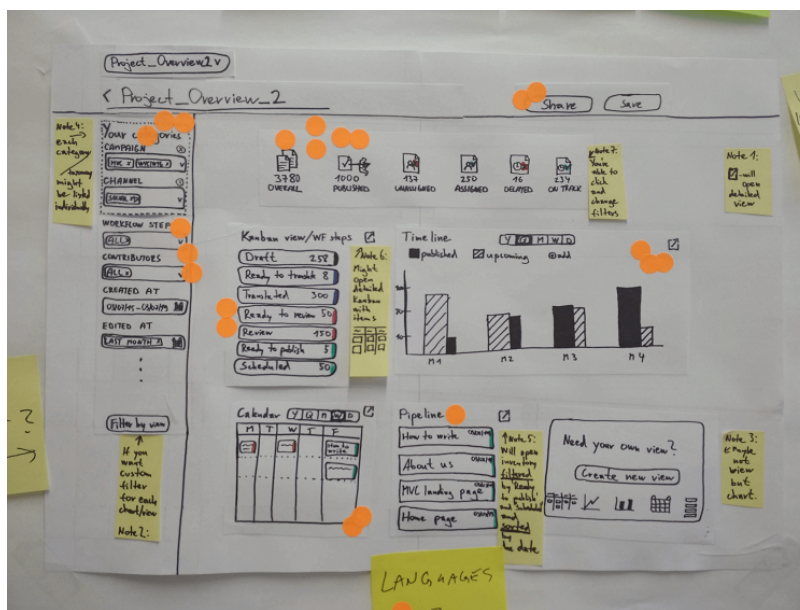 Project_Overview2 v
< Project_Overview_2
Share
Save
Note 4:
each
category
might
be linked
individually
Your
CAMPAIGN
CHANNEL
WORKFLOW STEP
ALL x
CONTRIBUTORS
ALL x
CREATED AT
EDITED AT
LAST MONTH
Filter by view
If you
want
custom
filter
for each
chart/view
Note 2:
3780
OVERALL
1000
PUBLISHED
137
UNASSIGNED
250
ASSIGNED
16
DELAYED
234
ON TRACK
Note 7:
You're
able to
click
and
change
filters
Note 1:
-will
open
detailed
view
Kanban view/WF steps
Draft 258
Ready to translate 8
Translated 300
Ready to review 50
Review 150
Ready to publish 5
Scheduled 50
Note 6:
Might
open
detailed
Kanban
with
items
Timeline
Y Q M W D
published
upcoming
add
M1
M2
M3
M4
Calendar
Y Q M W D
M T W T F
How to
write
Pipeline
How to write
About us
MVC landing page
Home page
Note 5:
Will open
inventory
filtered
by Ready
to publish
and Scheduled
and
sorted
by
due date
Need your own view?
Create new view
Note 3:
Maybe
not
view
but
chart.
- ?
LANGUAGES